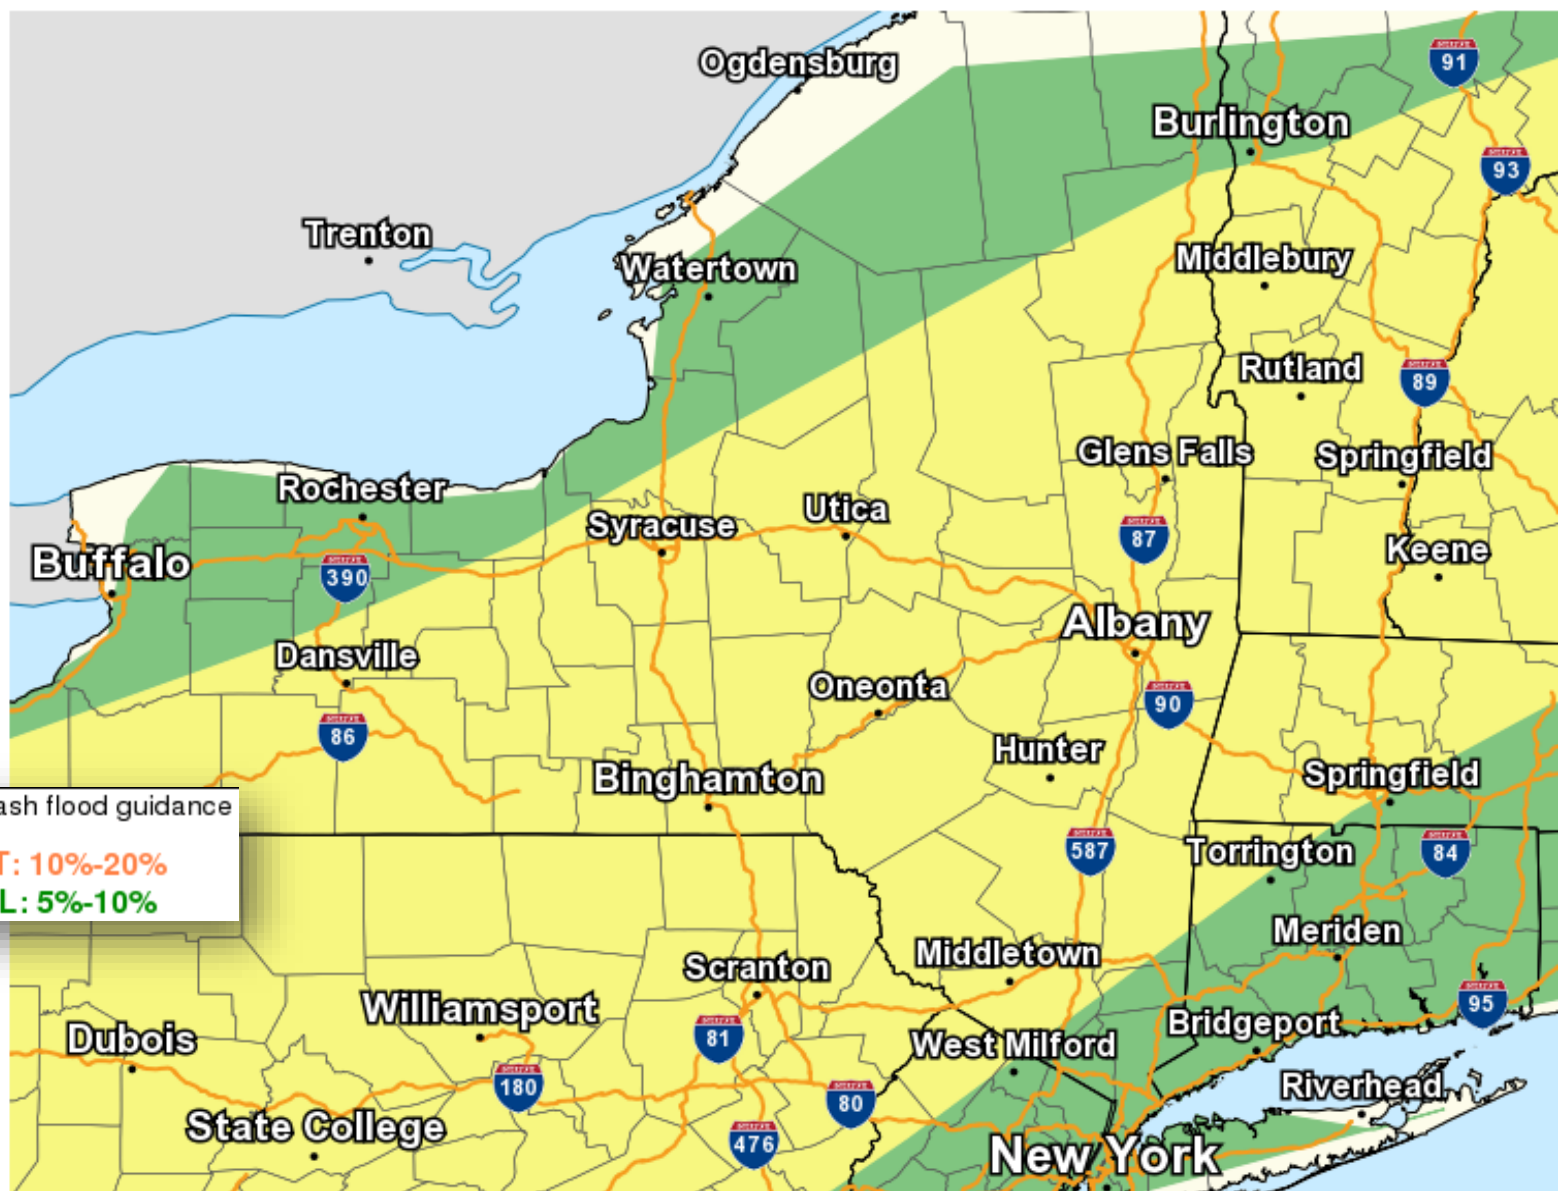 Ogdensburg
91
Burlington
93
Trenton
Watertown
Middlebury
Rutland
89
Glens Falls
Springfield
Rochester
Syracuse
Utica
87
Keene
Buffalo
390
Albany
Dansville
Oneonta
90
86
Hunter
Binghamton
Springfield
ash flood guidance
T: 10%-20%
L: 5%-10%
587
Torrington
84
Meriden
Middletown
Scranton
Williamsport
95
Dubois
81
Bridgeport
West Milford
180
80
Riverhead
State College
476
New York